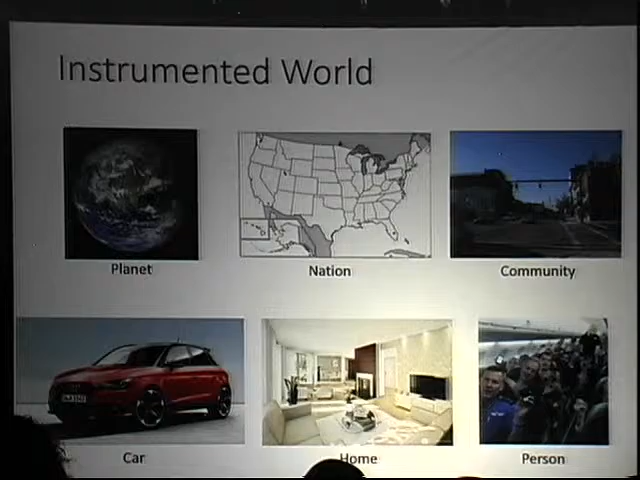 Instrumented World
Planet
Nation
Community
Car
Home
Person